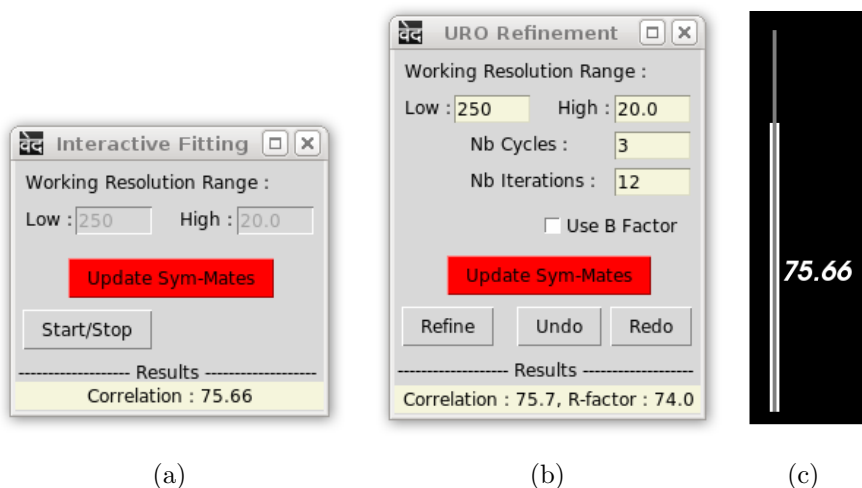 वेद Interactive Fitting
Working Resolution Range :
Low : 250 High : 20.0
Update Sym-Mates
Start/Stop
-------------------- Results --------------------
Correlation : 75.66
(a)
वेद URO Refinement
Working Resolution Range :
Low : 250 High : 20.0
Nb Cycles : 3
Nb Iterations : 12
Use B Factor
Update Sym-Mates
Refine Undo Redo
-------------------- Results --------------------
Correlation : 75.7, R-factor : 74.0
(b)
75.66
(c)